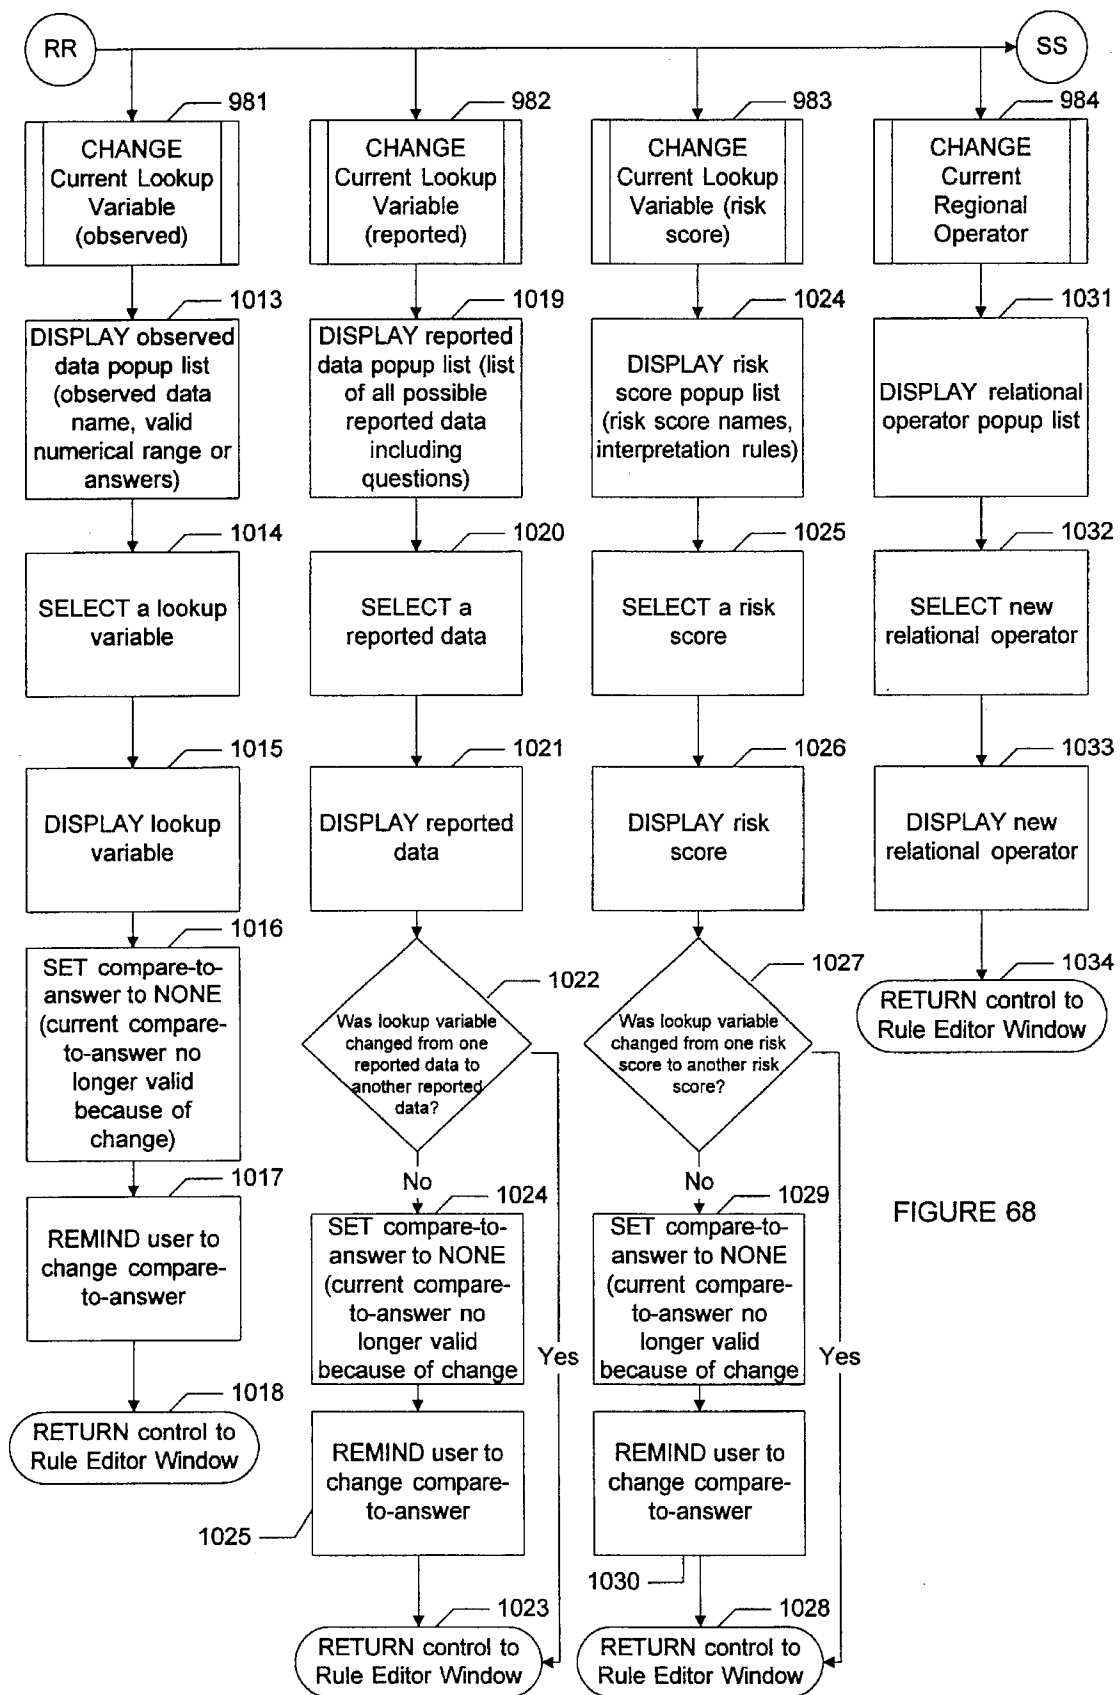 RR
SS
981
CHANGE
Current Lookup
Variable
(observed)
1013
DISPLAY observed
data popup list
(observed data
name, valid
numerical range or
answers)
1014
SELECT a lookup
variable
1015
DISPLAY lookup
variable
1016
SET compare-to-
answer to NONE
(current compare-
to-answer no
longer valid
because of
change)
1017
REMIND user to
change compare-
to-answer
1018
RETURN control to
Rule Editor Window
982
CHANGE
Current Lookup
Variable
(reported)
1019
DISPLAY reported
data popup list (list
of all possible
reported data
including
questions)
1020
SELECT a
reported data
1021
DISPLAY reported
data
1022
Was lookup variable
changed from one
reported data to
another reported
data?
No
Yes
1024
SET compare-to-
answer to NONE
(current compare-
to-answer no
longer valid
because of change
REMIND user to
change compare-
to-answer
1025
1023
RETURN control to
Rule Editor Window
983
CHANGE
Current Lookup
Variable (risk
score)
1024
DISPLAY risk
score popup list
(risk score names,
interpretation rules)
1025
SELECT a risk
score
1026
DISPLAY risk
score
1027
Was lookup variable
changed from one risk
score to another risk
score?
No
Yes
1029
SET compare-to-
answer to NONE
(current compare-
to-answer no
longer valid
because of change
REMIND user to
change compare-
to-answer
1030
1028
RETURN control to
Rule Editor Window
984
CHANGE
Current
Regional
Operator
1031
DISPLAY relational
operator popup list
1032
SELECT new
relational operator
1033
DISPLAY new
relational operator
1034
RETURN control to
Rule Editor Window
FIGURE 68